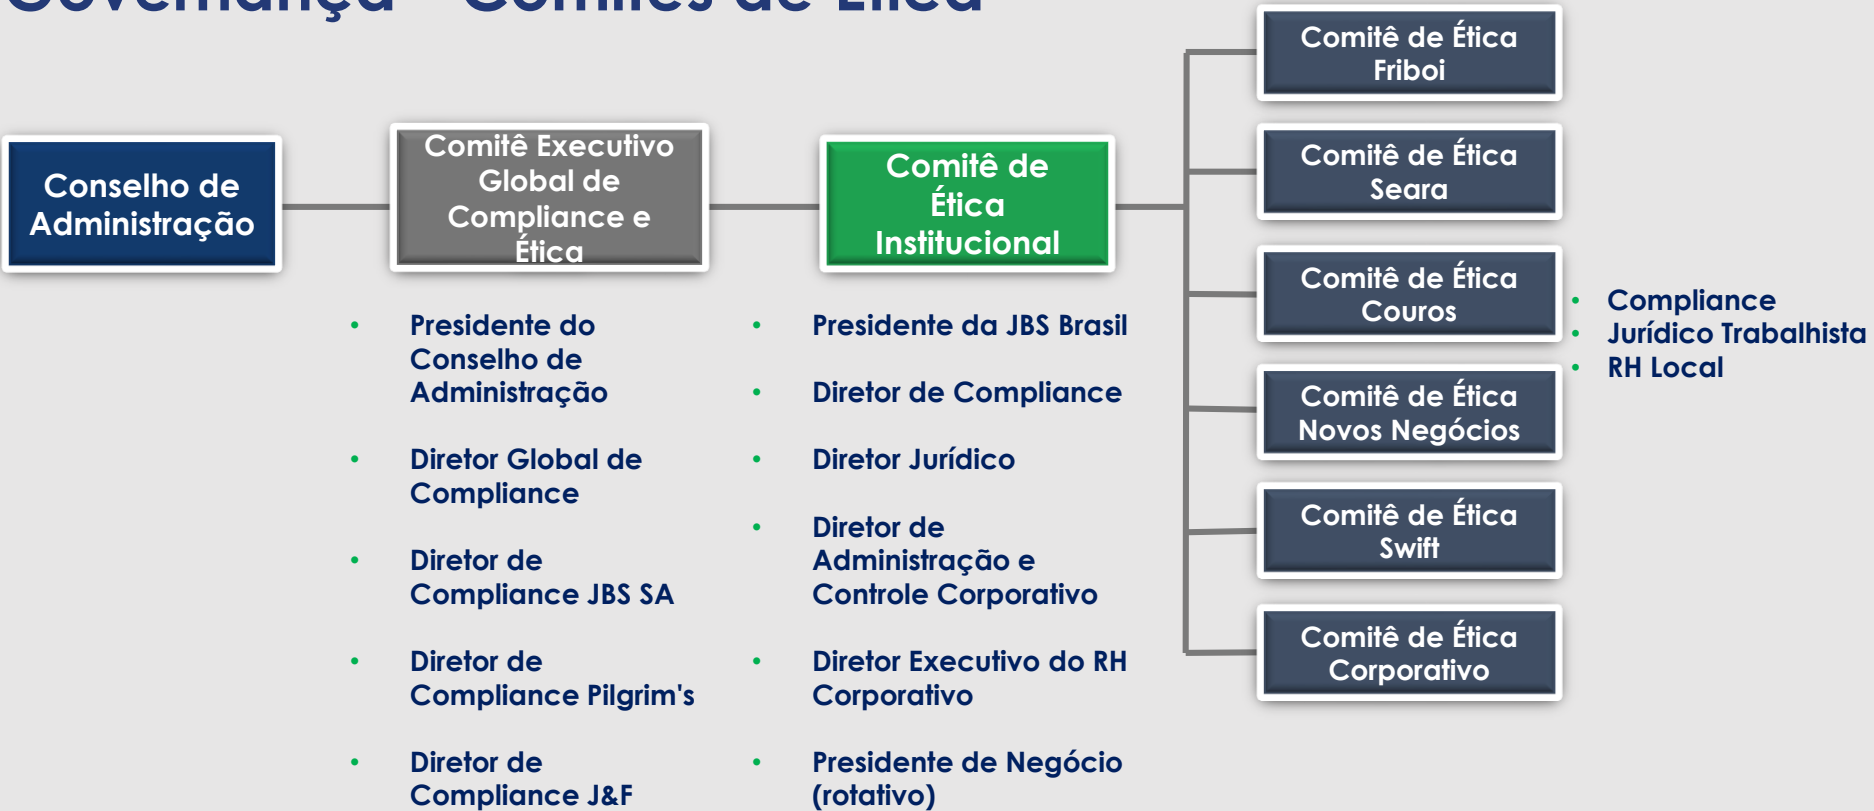 Governança - Comitês de Ética
Conselho de
Administração
Comitê Executivo
Global de
Compliance e
Ética
• Presidente do
Conselho de
Administração
• Diretor Global de
Compliance
• Diretor de
Compliance JBS SA
• Diretor de
Compliance Pilgrim's
• Diretor de
Compliance J&F
Comitê de
Ética
Institucional
• Presidente da JBS Brasil
• Diretor de Compliance
• Diretor Jurídico
• Diretor de
Administração e
Controle Corporativo
• Diretor Executivo do RH
Corporativo
• Presidente de Negócio
(rotativo)
Comitê de Ética
Friboi
Comitê de Ética
Seara
Comitê de Ética
Couros
Comitê de Ética
Novos Negócios
Comitê de Ética
Swift
Comitê de Ética
Corporativo
• Compliance
• Jurídico Trabalhista
• RH Local